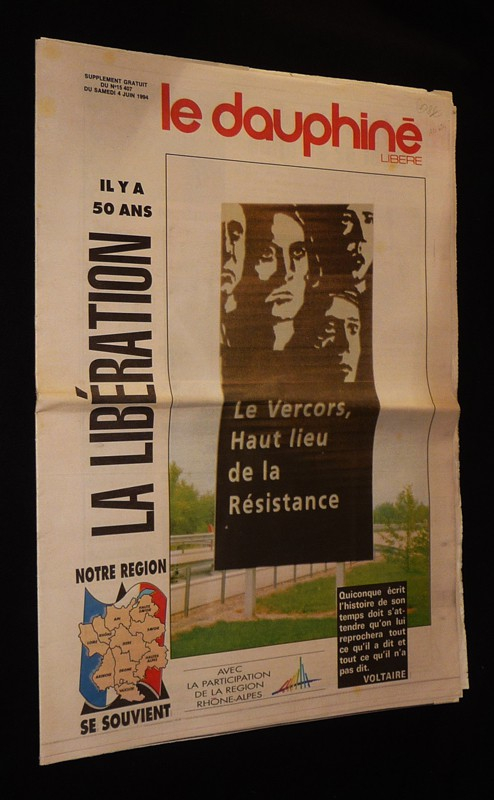 SUPPLEMENT GRATUIT
DU N°15 407
DU SAMEDI 4 JUIN 1994
le dauphiné
LIBERE
IL Y A
50 ANS
LA LIBÉRATION
Le Vercors,
Haut lieu
de la
Résistance
NOTRE REGION
SE SOUVIENT
AVEC
LA PARTICIPATION
DE LA REGION
RHÔNE-ALPES
Quiconque écrit
l'histoire de son
temps doit s'at-
tendre qu'on lui
reprochera tout
ce qu'il a dit et
tout ce qu'il n'a
pas dit.
VOLTAIRE